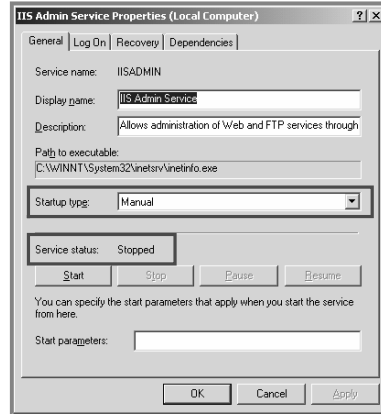 IIS Admin Service Properties (Local Computer)
General Log On Recovery Dependencies
Service name: IISADMIN
Display name: IIS Admin Service
Description: Allows administration of Web and FTP services through
Path to executable:
C:\WINNT\System32\inetsrv\inetinfo.exe
Startup type: Manual
Service status: Stopped
Start Stop Pause Resume
You can specify the start parameters that apply when you start the service
from here.
Start parameters:
OK Cancel Apply